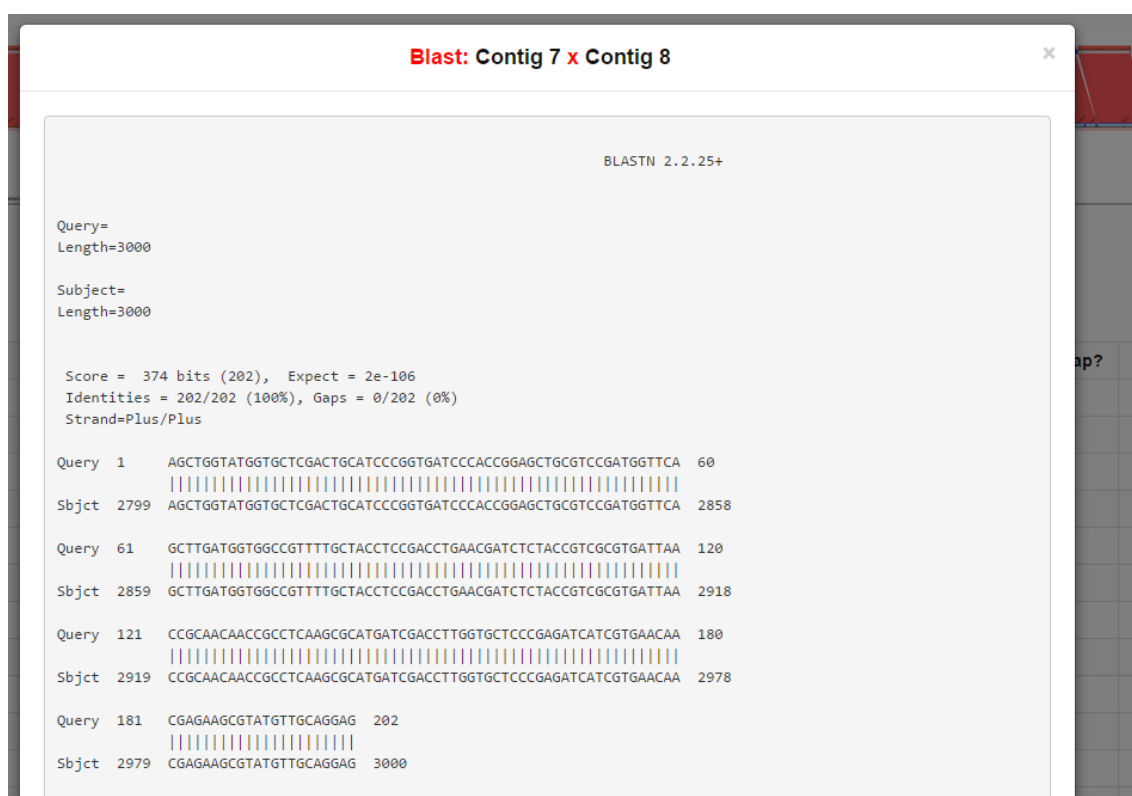 Blast: Contig 7 x Contig 8
×
BLASTN 2.2.25+
Query=
Length=3000
Subject=
Length=3000
ap?
Score =  374 bits (202),  Expect = 2e-106
Identities = 202/202 (100%), Gaps = 0/202 (0%)
Strand=Plus/Plus
Query  1     AGCTGGTATGGTGCTCGACTGCATCCCGGTGATCCCACCGGAGCTGCGTCCGATGGTTCA  60
||||||||||||||||||||||||||||||||||||||||||||||||||||||||||||
Sbjct  2799  AGCTGGTATGGTGCTCGACTGCATCCCGGTGATCCCACCGGAGCTGCGTCCGATGGTTCA  2858
Query  61    GCTTGATGGTGGCCGTTTTGCTACCTCCGACCTGAACGATCTCTACCGTCGCGTGATTAA  120
||||||||||||||||||||||||||||||||||||||||||||||||||||||||||||
Sbjct  2859  GCTTGATGGTGGCCGTTTTGCTACCTCCGACCTGAACGATCTCTACCGTCGCGTGATTAA  2918
Query  121   CCGCAACAACCGCCTCAAGCGCATGATCGACCTTGGTGCTCCCGAGATCATCGTGAACAA  180
||||||||||||||||||||||||||||||||||||||||||||||||||||||||||||
Sbjct  2919  CCGCAACAACCGCCTCAAGCGCATGATCGACCTTGGTGCTCCCGAGATCATCGTGAACAA  2978
Query  181   CGAGAAGCGTATGTTGCAGGAG  202
||||||||||||||||||||||
Sbjct  2979  CGAGAAGCGTATGTTGCAGGAG  3000